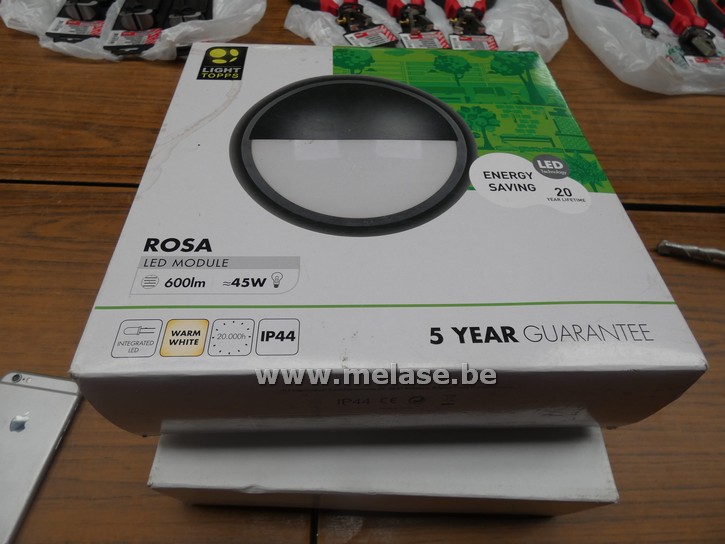 LIGHT
TOPPS
ENERGY
SAVING
LED
Technology
20
YEAR LIFETIME
ROSA
LED MODULE
600lm ≈45W
INTEGRATED
LED
WARM
WHITE
20.000h
IP44
5 YEAR GUARANTEE
www.melase.be
IP44 CE